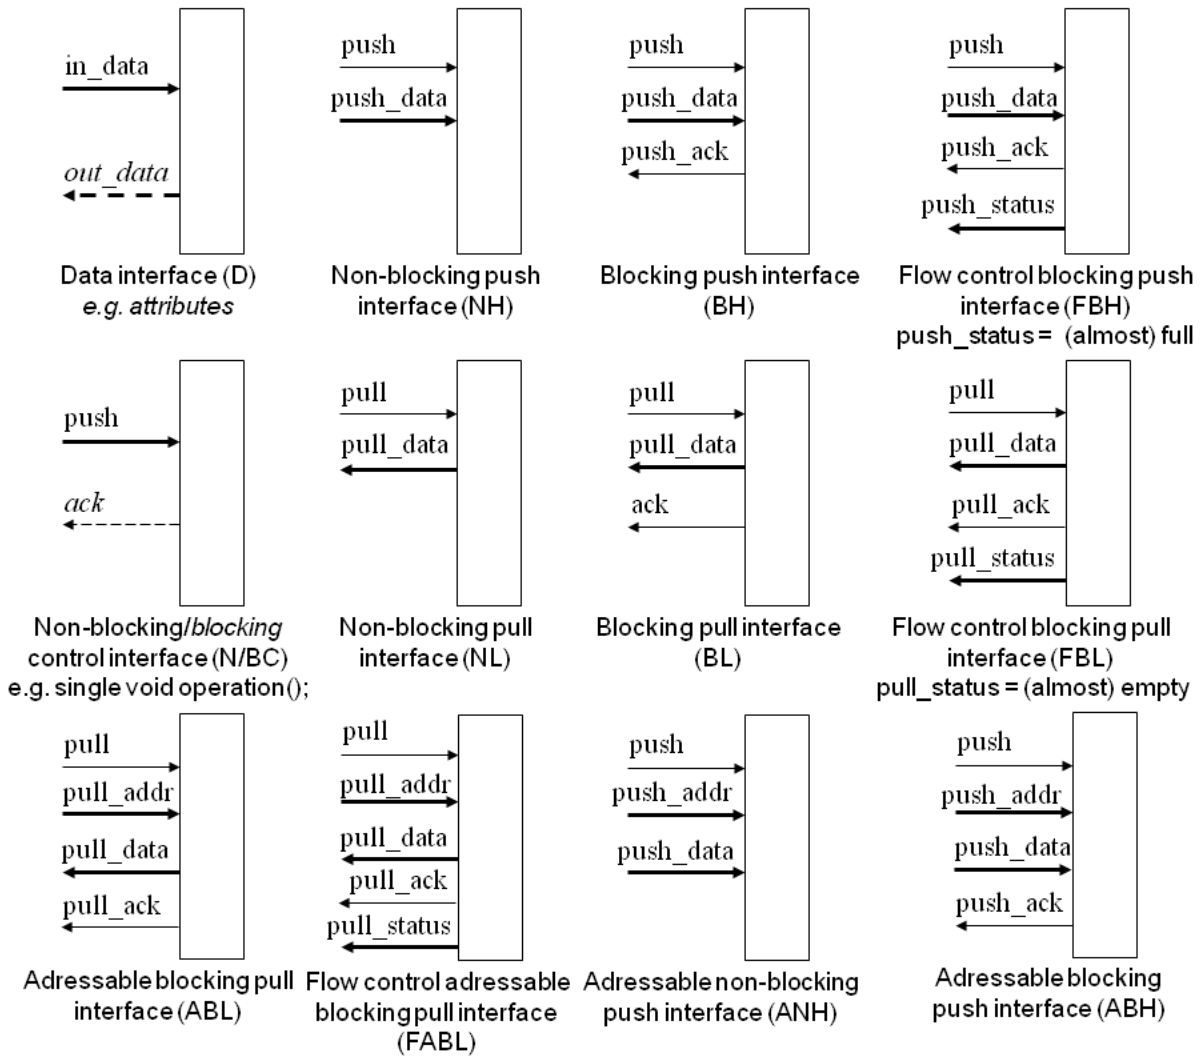 in_data
out_data
Data interface (D)
e.g. attributes
push
push_data
Non-blocking push
interface (NH)
push
push_data
push_ack
Blocking push interface
(BH)
push
push_data
push_ack
push_status
Flow control blocking push
interface (FBH)
push_status = (almost) full
push
ack
Non-blocking/blocking
control interface (N/BC)
e.g. single void operation();
pull
pull_data
Non-blocking pull
interface (NL)
pull
pull_data
ack
Blocking pull interface
(BL)
pull
pull_data
pull_ack
pull_status
Flow control blocking pull
interface (FBL)
pull_status = (almost) empty
pull
pull_addr
pull_data
pull_ack
Adressable blocking pull
interface (ABL)
pull
pull_addr
pull_data
pull_ack
pull_status
Flow control adressable
blocking pull interface
(FABL)
push
push_addr
push_data
Adressable non-blocking
push interface (ANH)
push
push_addr
push_data
push_ack
Adressable blocking
push interface (ABH)